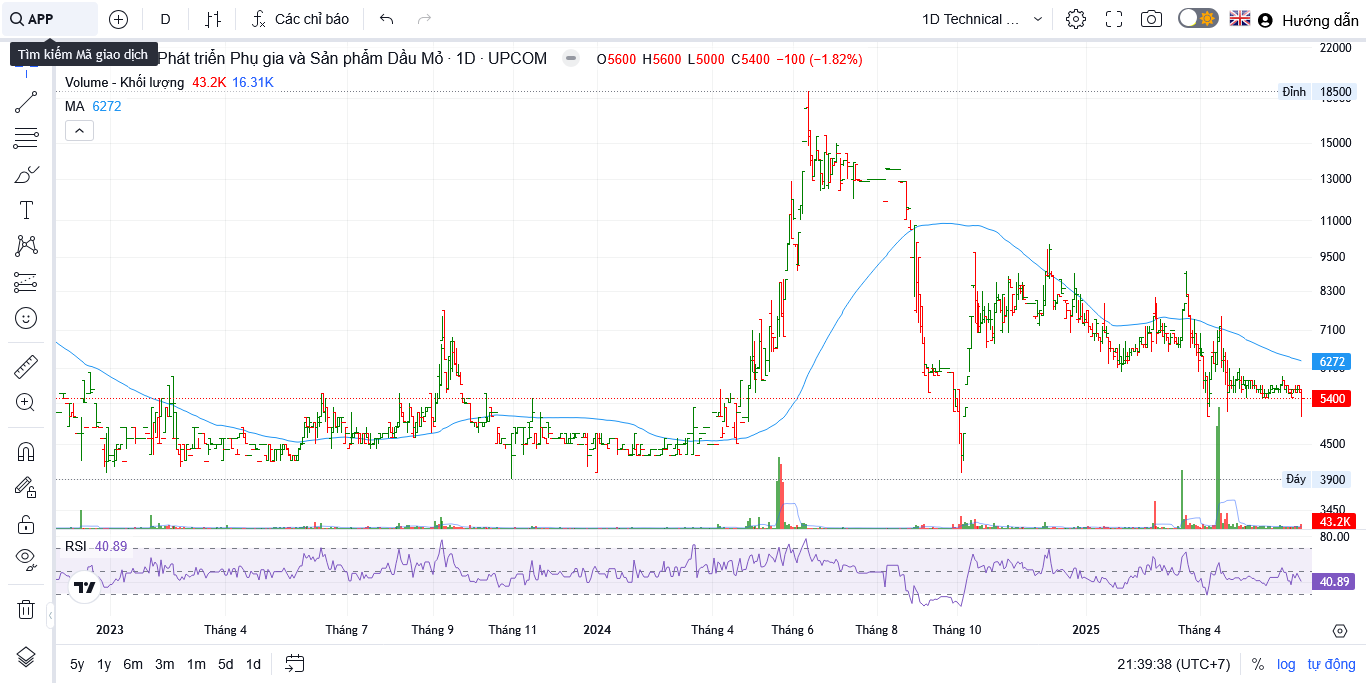 APP D Các chỉ báo 1D Technical ... Hướng dẫn
Tìm kiếm Mã giao dịch
Phát triển Phụ gia và Sản phẩm Dầu Mỏ · 1D · UPCOM O5600 H5600 L5000 C5400 −100 (−1.82%)
Volume - Khối lượng 43.2K 16.31K
MA 6272
22000
Đỉnh 18500
15000
13000
11000
9500
8300
7100
6272
5400
4500
Đáy 3900
3450
43.2K
80.00
RSI 40.89
40.89
2023 Tháng 4 Tháng 7 Tháng 9 Tháng 11 2024 Tháng 4 Tháng 6 Tháng 8 Tháng 10 2025 Tháng 4
5y 1y 6m 3m 1m 5d 1d 21:39:38 (UTC+7) % log tự động